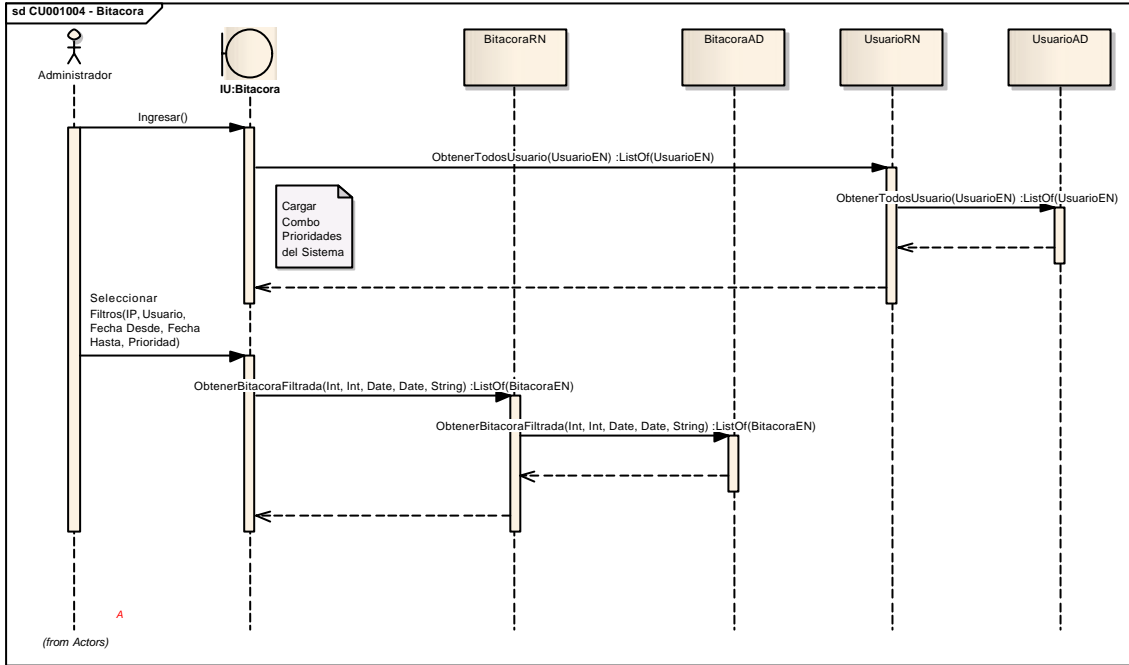 sd CU001004 - Bitacora
Administrador
IU:Bitacora
BitacoraRN
BitacoraAD
UsuarioRN
UsuarioAD
Ingresar()
ObtenerTodosUsuario(UsuarioEN) :ListOf(UsuarioEN)
Cargar
Combo
Prioridades
del Sistema
ObtenerTodosUsuario(UsuarioEN) :ListOf(UsuarioEN)
Seleccionar
Filtros(IP, Usuario,
Fecha Desde, Fecha
Hasta, Prioridad)
ObtenerBitacoraFiltrada(Int, Int, Date, Date, String) :ListOf(BitacoraEN)
ObtenerBitacoraFiltrada(Int, Int, Date, Date, String) :ListOf(BitacoraEN)
A
(from Actors)